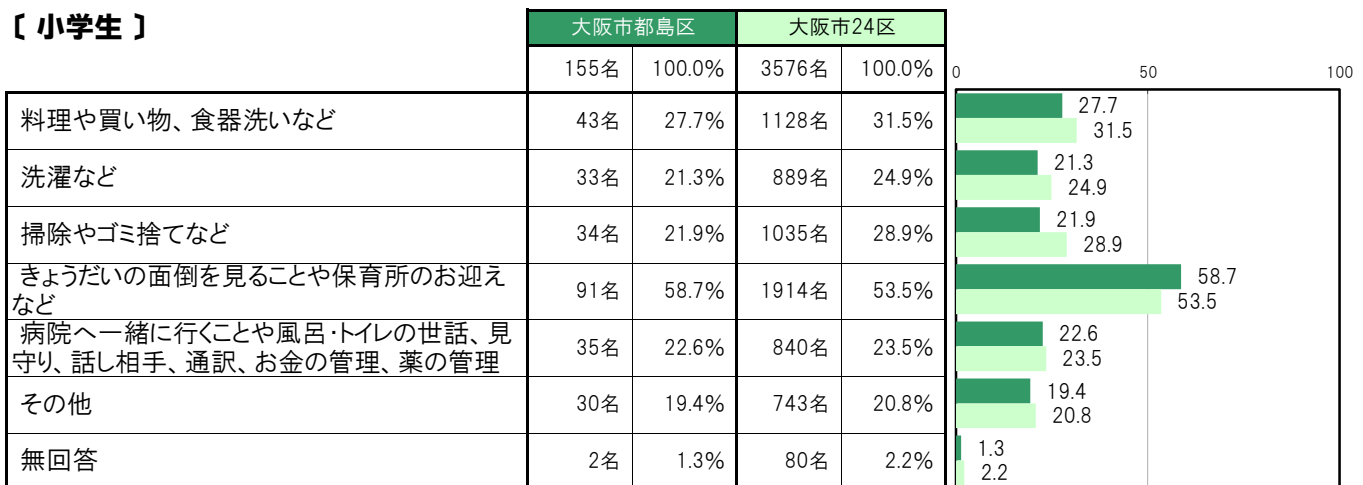 〔 小学生 〕
大阪市都島区 大阪市24区
155名 100.0% 3576名 100.0%
0 50 100
料理や買い物、食器洗いなど 43名 27.7% 1128名 31.5%
27.7
31.5
洗濯など 33名 21.3% 889名 24.9%
21.3
24.9
掃除やゴミ捨てなど 34名 21.9% 1035名 28.9%
21.9
28.9
きょうだいの面倒を見ることや保育所のお迎え
など
91名 58.7% 1914名 53.5%
58.7
53.5
病院へ一緒に行くことや風呂・トイレの世話、見
守り、話し相手、通訳、お金の管理、薬の管理
35名 22.6% 840名 23.5%
22.6
23.5
その他 30名 19.4% 743名 20.8%
19.4
20.8
無回答 2名 1.3% 80名 2.2%
1.3
2.2